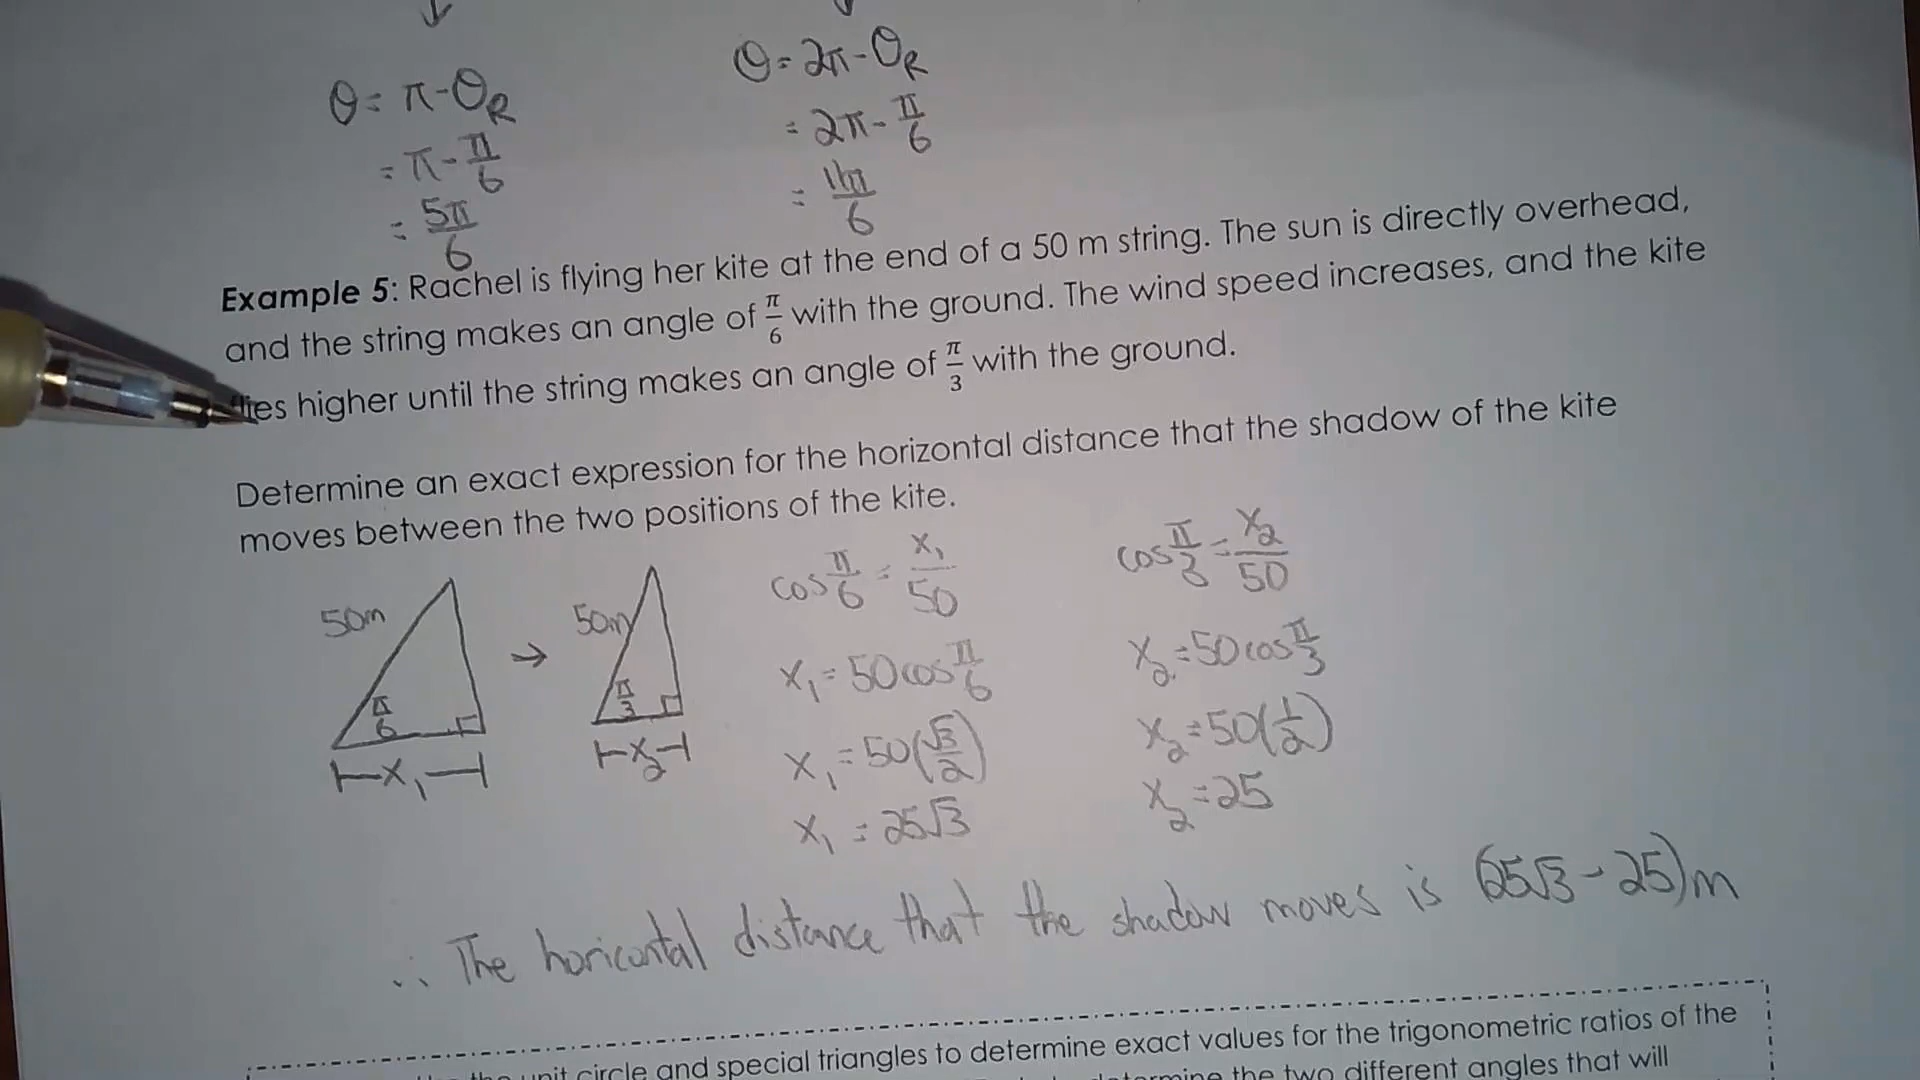 θ = π - θR
= π - π/6
= 5π/6
θ = 2π - θR
= 2π - π/6
= 11π/6
Example 5: Rachel is flying her kite at the end of a 50 m string. The sun is directly overhead,
and the string makes an angle of π/6 with the ground. The wind speed increases, and the kite
flies higher until the string makes an angle of π/3 with the ground.
Determine an exact expression for the horizontal distance that the shadow of the kite
moves between the two positions of the kite.
50m
π/6
x₁
→
50m
π/3
x₂
cos π/6 = x₁/50
x₁ = 50 cos π/6
x₁ = 50(√3/2)
x₁ = 25√3
cos π/3 = x₂/50
x₂ = 50 cos π/3
x₂ = 50(1/2)
x₂ = 25
∴ The horicontal distance that the shadow moves is (25√3 - 25)m
the unit circle and special triangles to determine exact values for the trigonometric ratios of the
determine the two different angles that will